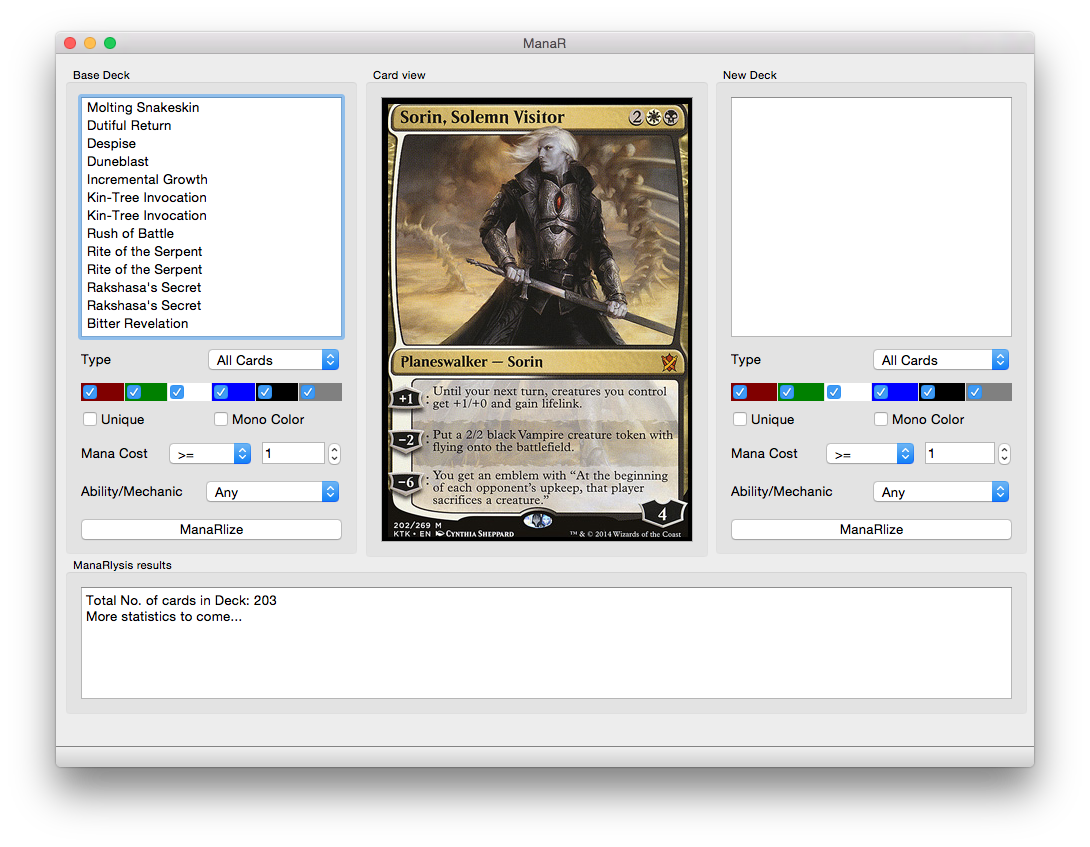 ManaR
Base Deck
Molting Snakeskin
Dutiful Return
Despise
Duneblast
Incremental Growth
Kin-Tree Invocation
Kin-Tree Invocation
Rush of Battle
Rite of the Serpent
Rite of the Serpent
Rakshasa's Secret
Rakshasa's Secret
Bitter Revelation
Type
All Cards
Unique
Mono Color
Mana Cost
>=
1
Ability/Mechanic
Any
ManaRlize
Card view
Sorin, Solemn Visitor 2
Planeswalker — Sorin
+1 : Until your next turn, creatures you control
get +1/+0 and gain lifelink.
−2 : Put a 2/2 black Vampire creature token with
flying onto the battlefield.
−6 : You get an emblem with “At the beginning
of each opponent's upkeep, that player
sacrifices a creature.”
4
202/269 M
KTK • EN Cynthia Sheppard
™ & © 2014 Wizards of the Coast
New Deck
Type
All Cards
Unique
Mono Color
Mana Cost
>=
1
Ability/Mechanic
Any
ManaRlize
ManaRlysis results
Total No. of cards in Deck: 203
More statistics to come...